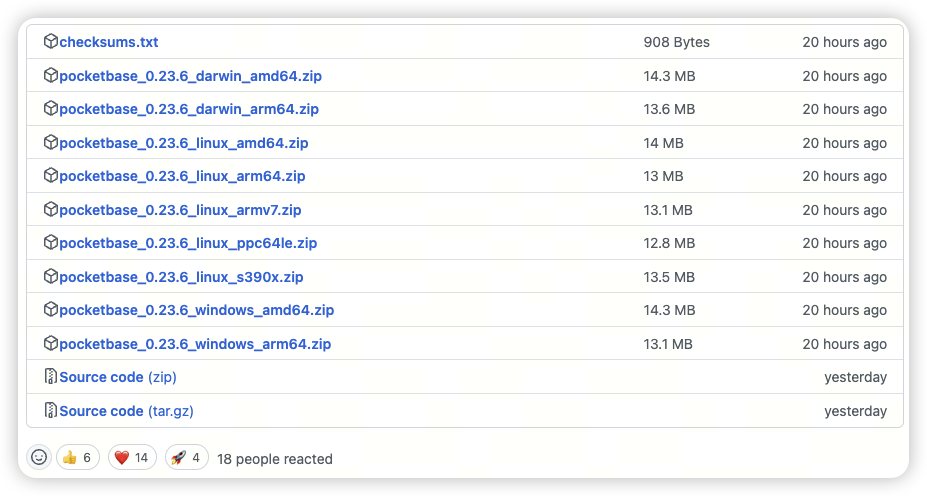 checksums.txt 908 Bytes 20 hours ago
pocketbase_0.23.6_darwin_amd64.zip 14.3 MB 20 hours ago
pocketbase_0.23.6_darwin_arm64.zip 13.6 MB 20 hours ago
pocketbase_0.23.6_linux_amd64.zip 14 MB 20 hours ago
pocketbase_0.23.6_linux_arm64.zip 13 MB 20 hours ago
pocketbase_0.23.6_linux_armv7.zip 13.1 MB 20 hours ago
pocketbase_0.23.6_linux_ppc64le.zip 12.8 MB 20 hours ago
pocketbase_0.23.6_linux_s390x.zip 13.5 MB 20 hours ago
pocketbase_0.23.6_windows_amd64.zip 14.3 MB 20 hours ago
pocketbase_0.23.6_windows_arm64.zip 13.1 MB 20 hours ago
Source code (zip) yesterday
Source code (tar.gz) yesterday
6 14 4 18 people reacted